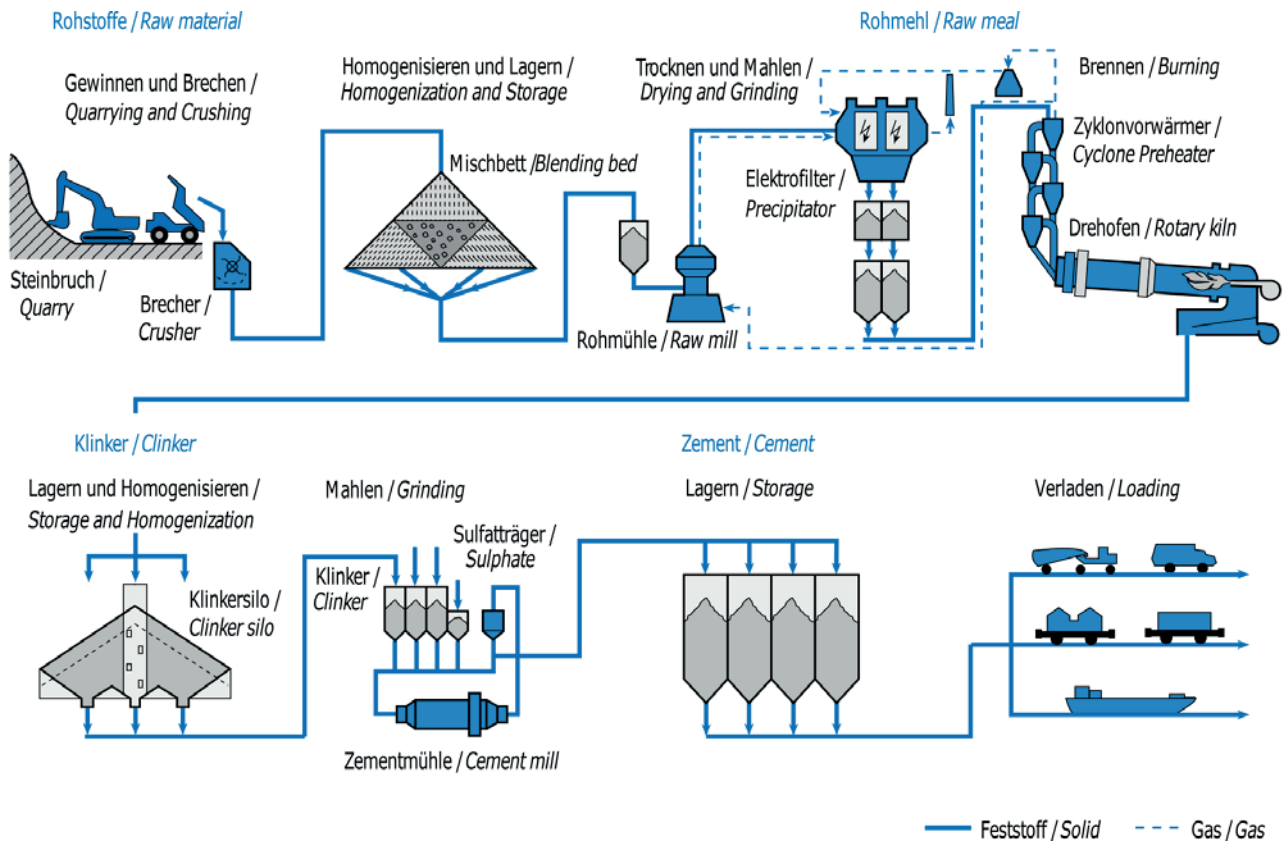 Rohstoffe / Raw material
Gewinnen und Brechen /
Quarrying and Crushing
Steinbruch /
Quarry
Brecher /
Crusher
Homogenisieren und Lagern /
Homogenization and Storage
Mischbett / Blending bed
Rohmehl / Raw meal
Trocknen und Mahlen /
Drying and Grinding
Elektrofilter /
Precipitator
Rohmühle / Raw mill
Brennen / Burning
Zyklonvorwärmer /
Cyclone Preheater
Drehofen / Rotary kiln
Klinker / Clinker
Lagern und Homogenisieren /
Storage and Homogenization
Klinkersilo /
Clinker silo
Mahlen / Grinding
Sulfatträger /
Sulphate
Klinker /
Clinker
Zementmühle / Cement mill
Zement / Cement
Lagern / Storage
Verladen / Loading
Feststoff / Solid
Gas / Gas